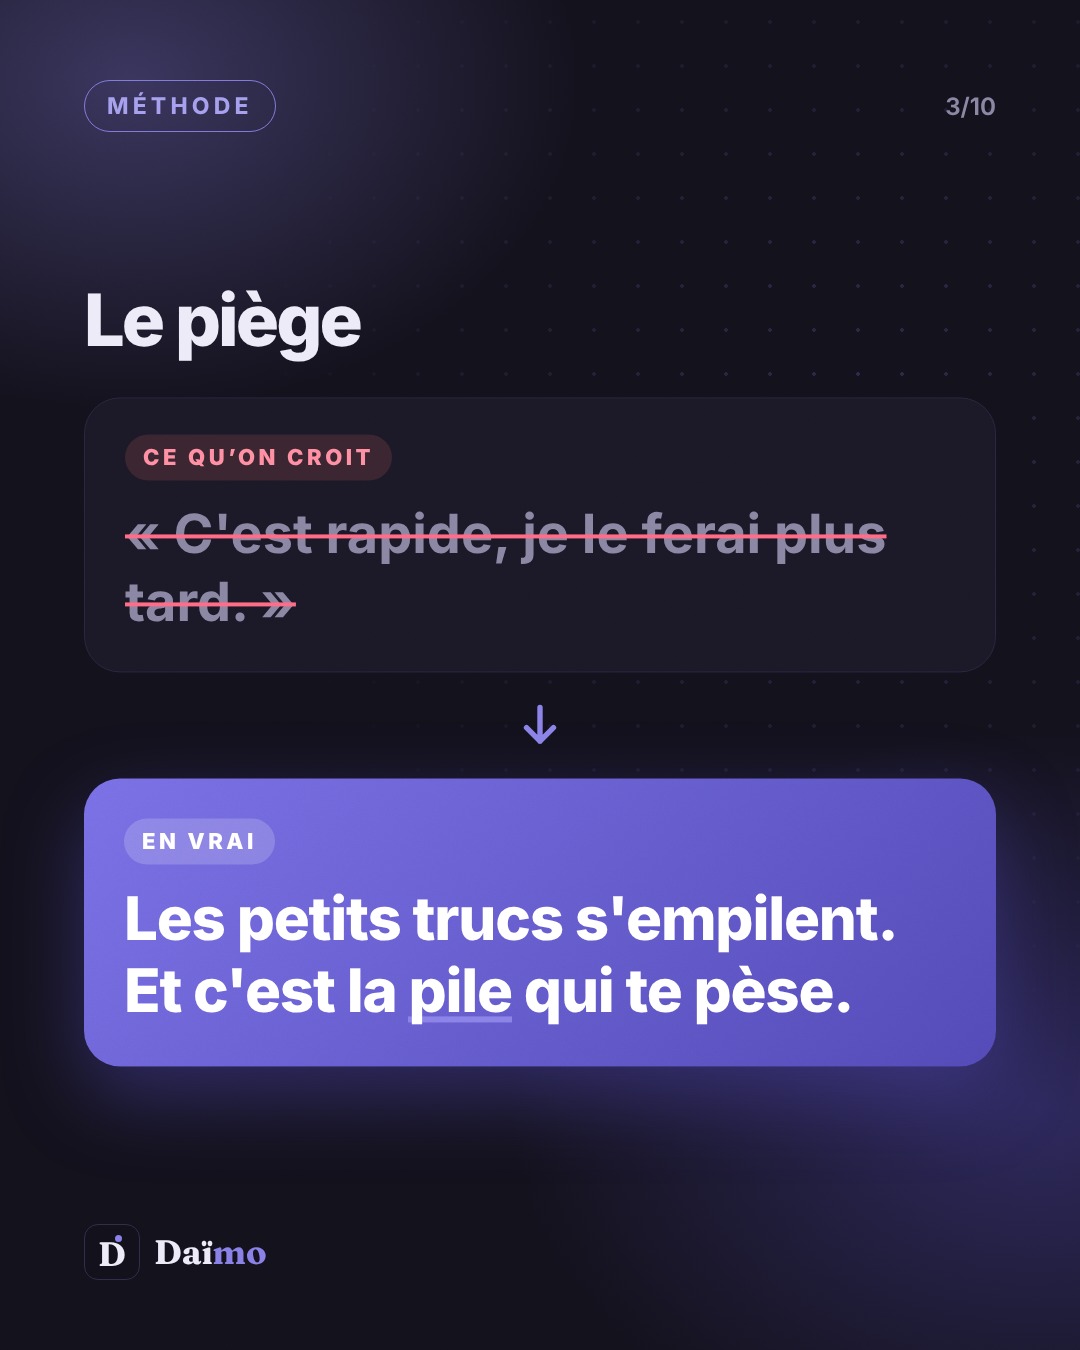 MÉTHODE
3/10
Le piège
CE QU’ON CROIT
« C'est rapide, je le ferai plus
tard. »
EN VRAI
Les petits trucs s'empilent.
Et c'est la pile qui te pèse.
D
Daïmo